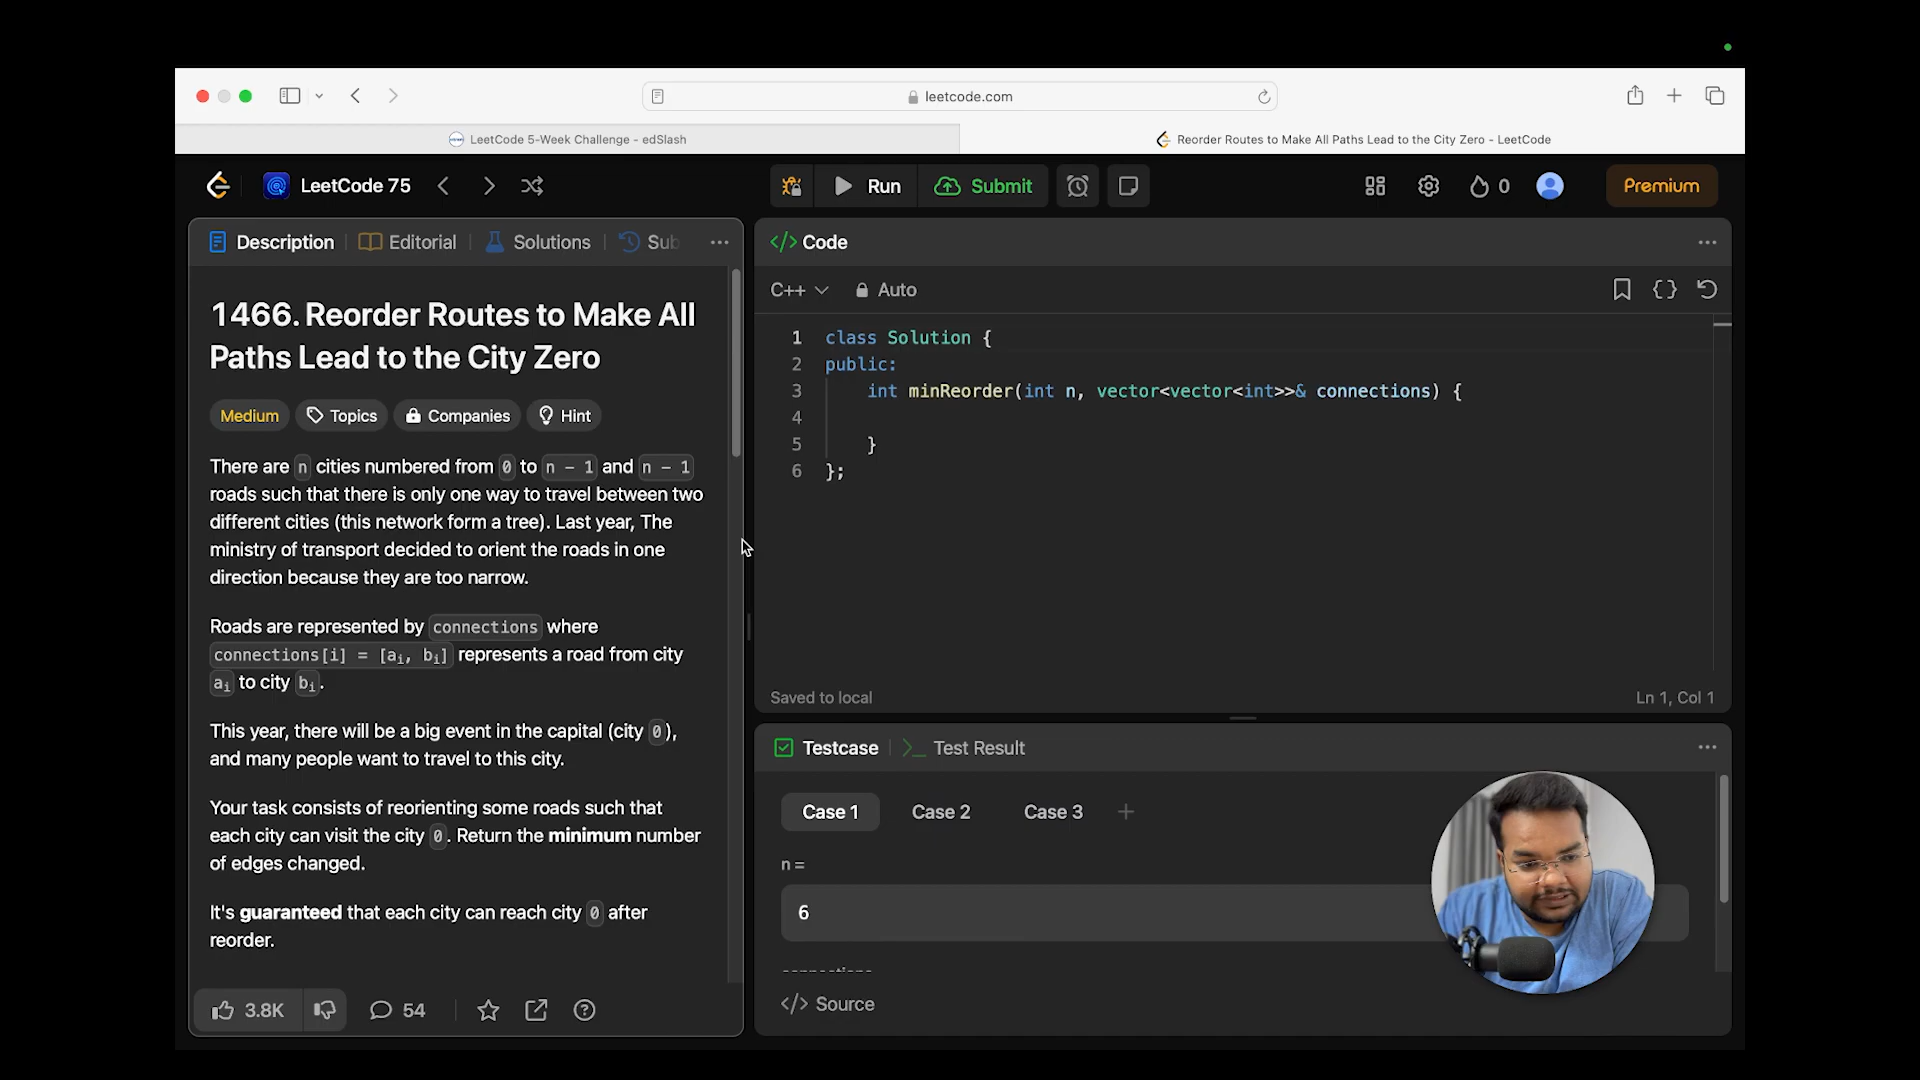 leetcode.com
LeetCode 5-Week Challenge - edSlash
Reorder Routes to Make All Paths Lead to the City Zero - LeetCode
LeetCode 75
Run
Submit
0
Premium
Description
Editorial
Solutions
Sub
1466. Reorder Routes to Make All
Paths Lead to the City Zero
Medium
Topics
Companies
Hint
There are n cities numbered from 0 to n - 1 and n - 1
roads such that there is only one way to travel between two
different cities (this network form a tree). Last year, The
ministry of transport decided to orient the roads in one
direction because they are too narrow.
Roads are represented by connections where
connections[i] = [ai, bi] represents a road from city
ai to city bi.
This year, there will be a big event in the capital (city 0),
and many people want to travel to this city.
Your task consists of reorienting some roads such that
each city can visit the city 0. Return the minimum number
of edges changed.
It's guaranteed that each city can reach city 0 after
reorder.
3.8K
54
</> Code
C++
Auto
1 class Solution {
2 public:
3 int minReorder(int n, vector<vector<int>>& connections) {
4
5 }
6 };
Saved to local
Ln 1, Col 1
Testcase
>_ Test Result
Case 1
Case 2
Case 3
+
n =
6
</> Source